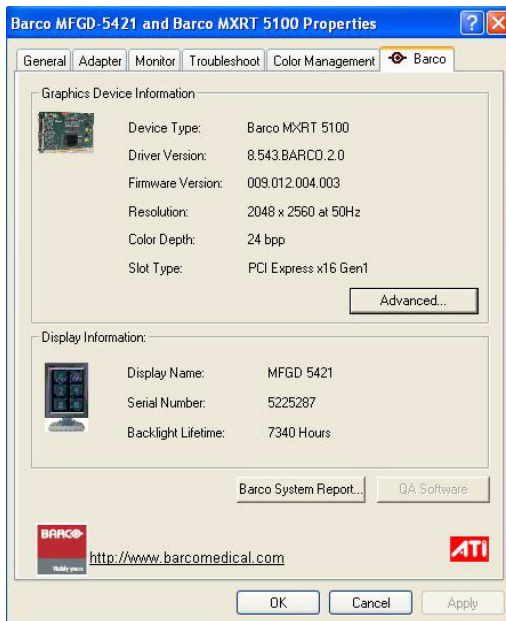 Barco MFGD-5421 and Barco MXRT 5100 Properties
General Adapter Monitor Troubleshoot Color Management Barco
Graphics Device Information
Device Type: Barco MXRT 5100
Driver Version: 8.543.BARCO.2.0
Firmware Version: 009.012.004.003
Resolution: 2048 x 2560 at 50Hz
Color Depth: 24 bpp
Slot Type: PCI Express x16 Gen1
Advanced...
Display Information:
Display Name: MFGD 5421
Serial Number: 5225287
Backlight Lifetime: 7340 Hours
Barco System Report... QA Software
BARCO
Visibly yours
http://www.barcomedical.com
ATI
OK Cancel Apply